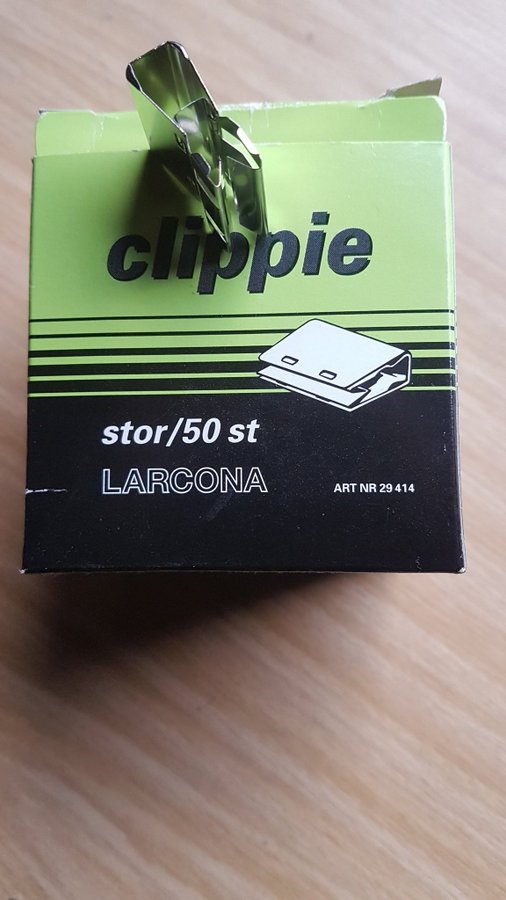 clippie
stor/50 st
LARCONA
ART NR 29 414